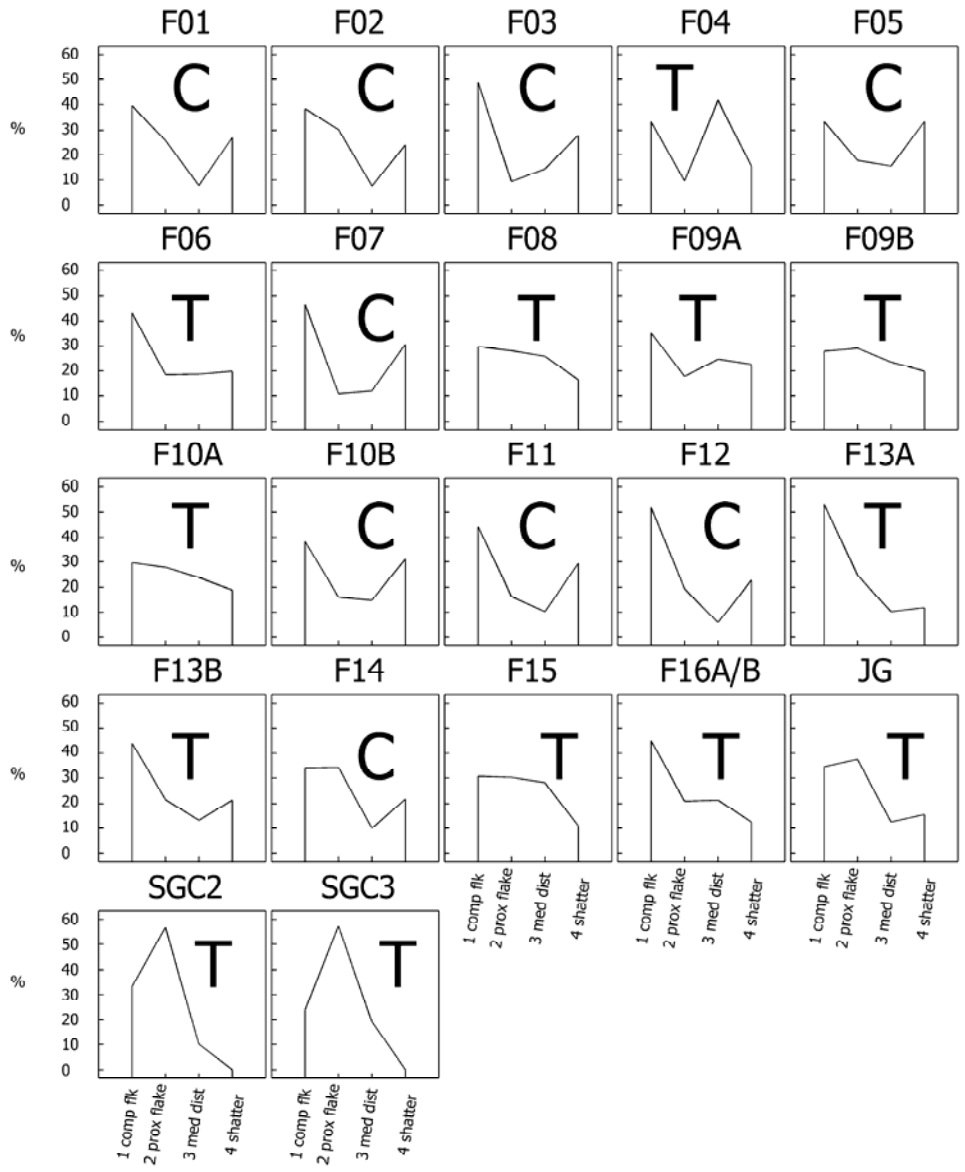 F01 F02 F03 F04 F05
60
50
40
%
30
20
10
0
C C C T C
F06 F07 F08 F09A F09B
60
50
40
%
30
20
10
0
T C T T T
F10A F10B F11 F12 F13A
60
50
40
%
30
20
10
0
T C C C T
F13B F14 F15 F16A/B JG
60
50
40
%
30
20
10
0
T C T T T
1 comp flk
2 prox flake
3 med dist
4 shatter
1 comp flk
2 prox flake
3 med dist
4 shatter
1 comp flk
2 prox flake
3 med dist
4 shatter
SGC2 SGC3
60
50
40
%
30
20
10
0
T T
1 comp flk
2 prox flake
3 med dist
4 shatter
1 comp flk
2 prox flake
3 med dist
4 shatter